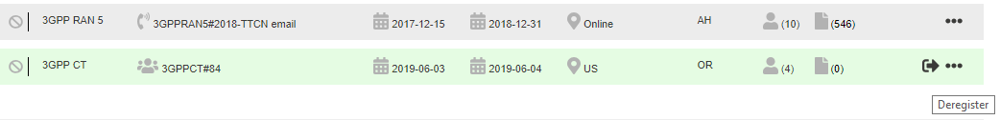 3GPP RAN 5 3GPPRAN5#2018-TTCN email 2017-12-15 2018-12-31 Online AH (10) (546)
3GPP CT 3GPPCT#84 2019-06-03 2019-06-04 US OR (4) (0)
Deregister